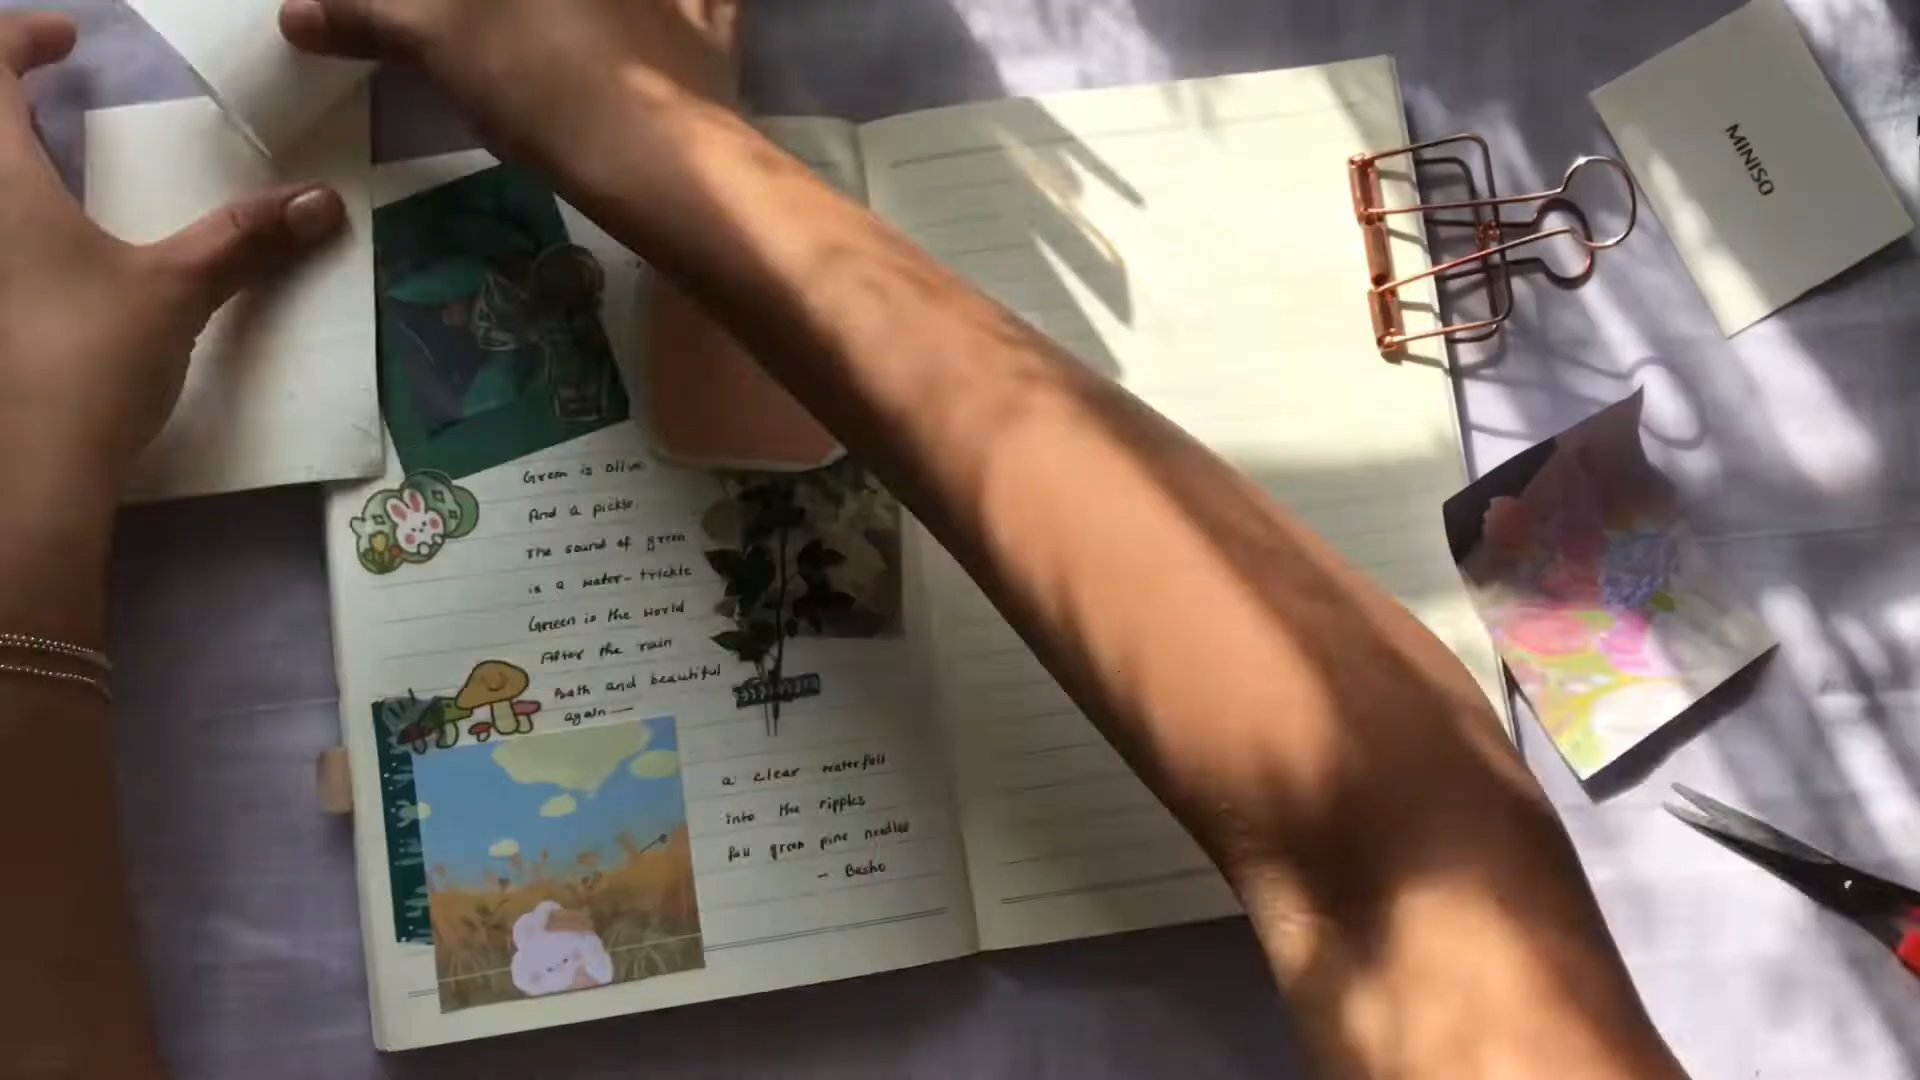 Green is olive
And a pickle.
The sound of green
is a water-trickle
Green is the world
After the rain
Bath and beautiful
again —
a clear waterfall
into the ripples
fall green pine needles
- Basho
MINISO